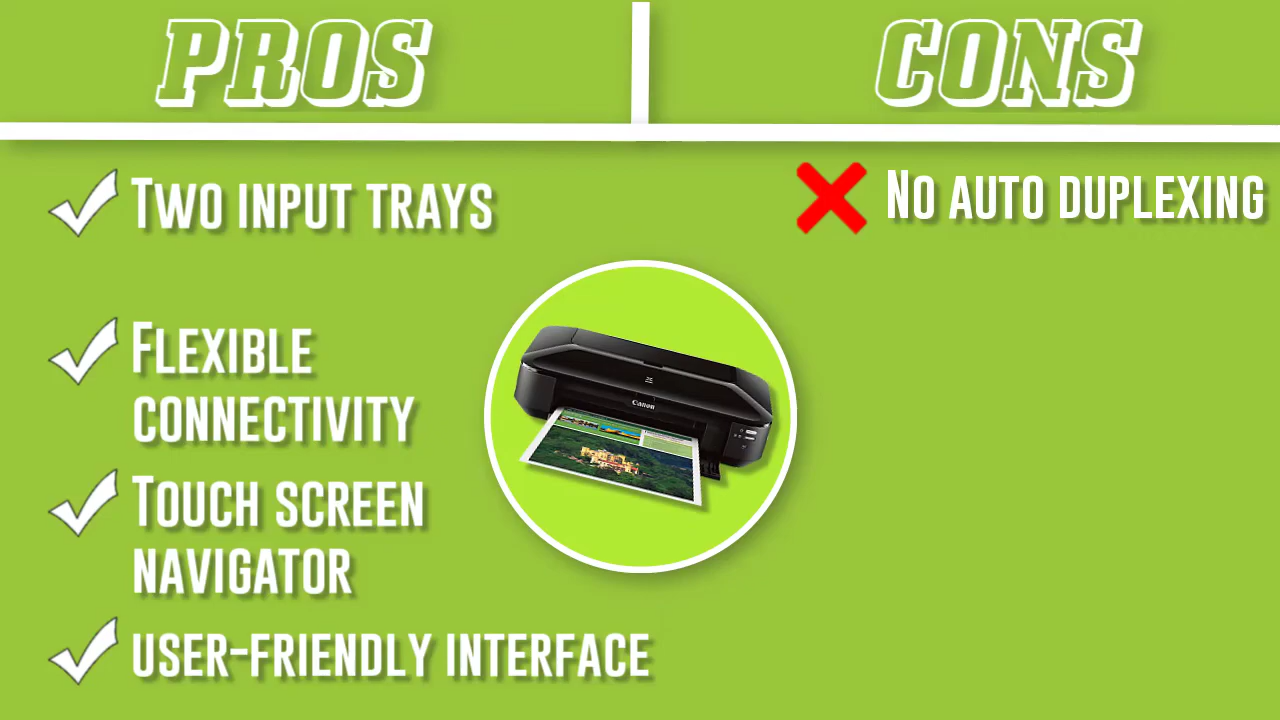 PROS
CONS
TWO INPUT TRAYS
FLEXIBLE
CONNECTIVITY
TOUCH SCREEN
NAVIGATOR
USER-FRIENDLY INTERFACE
NO AUTO DUPLEXING
Canon